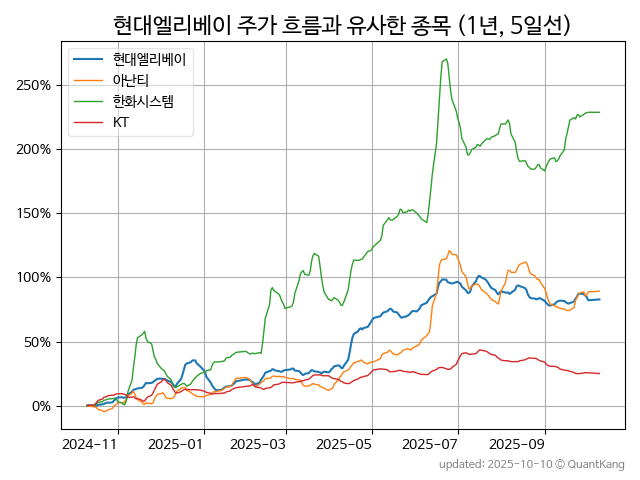 현대엘리베이 주가 흐름과 유사한 종목 (1년, 5일선)
현대엘리베이
아난티
한화시스템
KT
250%
200%
150%
100%
50%
0%
2024-11
2025-01
2025-03
2025-05
2025-07
2025-09
updated: 2025-10-10 © QuantKang